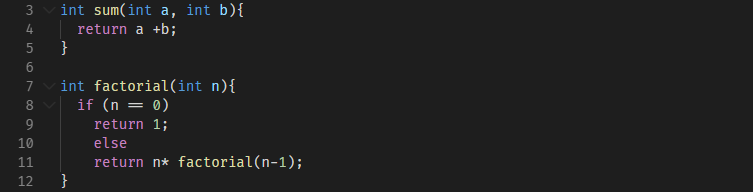 3 int sum(int a, int b){
4   return a +b;
5 }
6
7 int factorial(int n){
8   if (n == 0)
9     return 1;
10     else
11     return n* factorial(n-1);
12 }